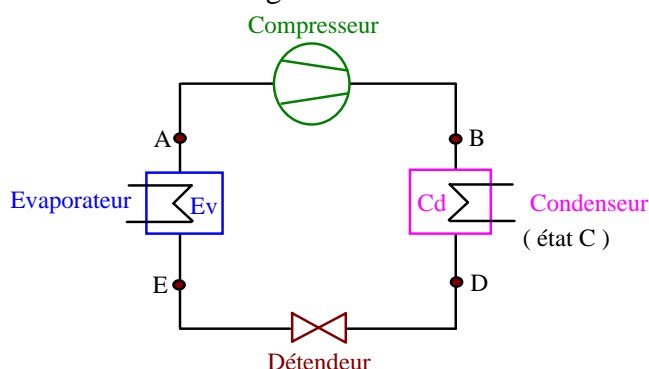 Compresseur
A
B
Evaporateur
Ev
Cd
Condenseur
( état C )
E
D
Détendeur